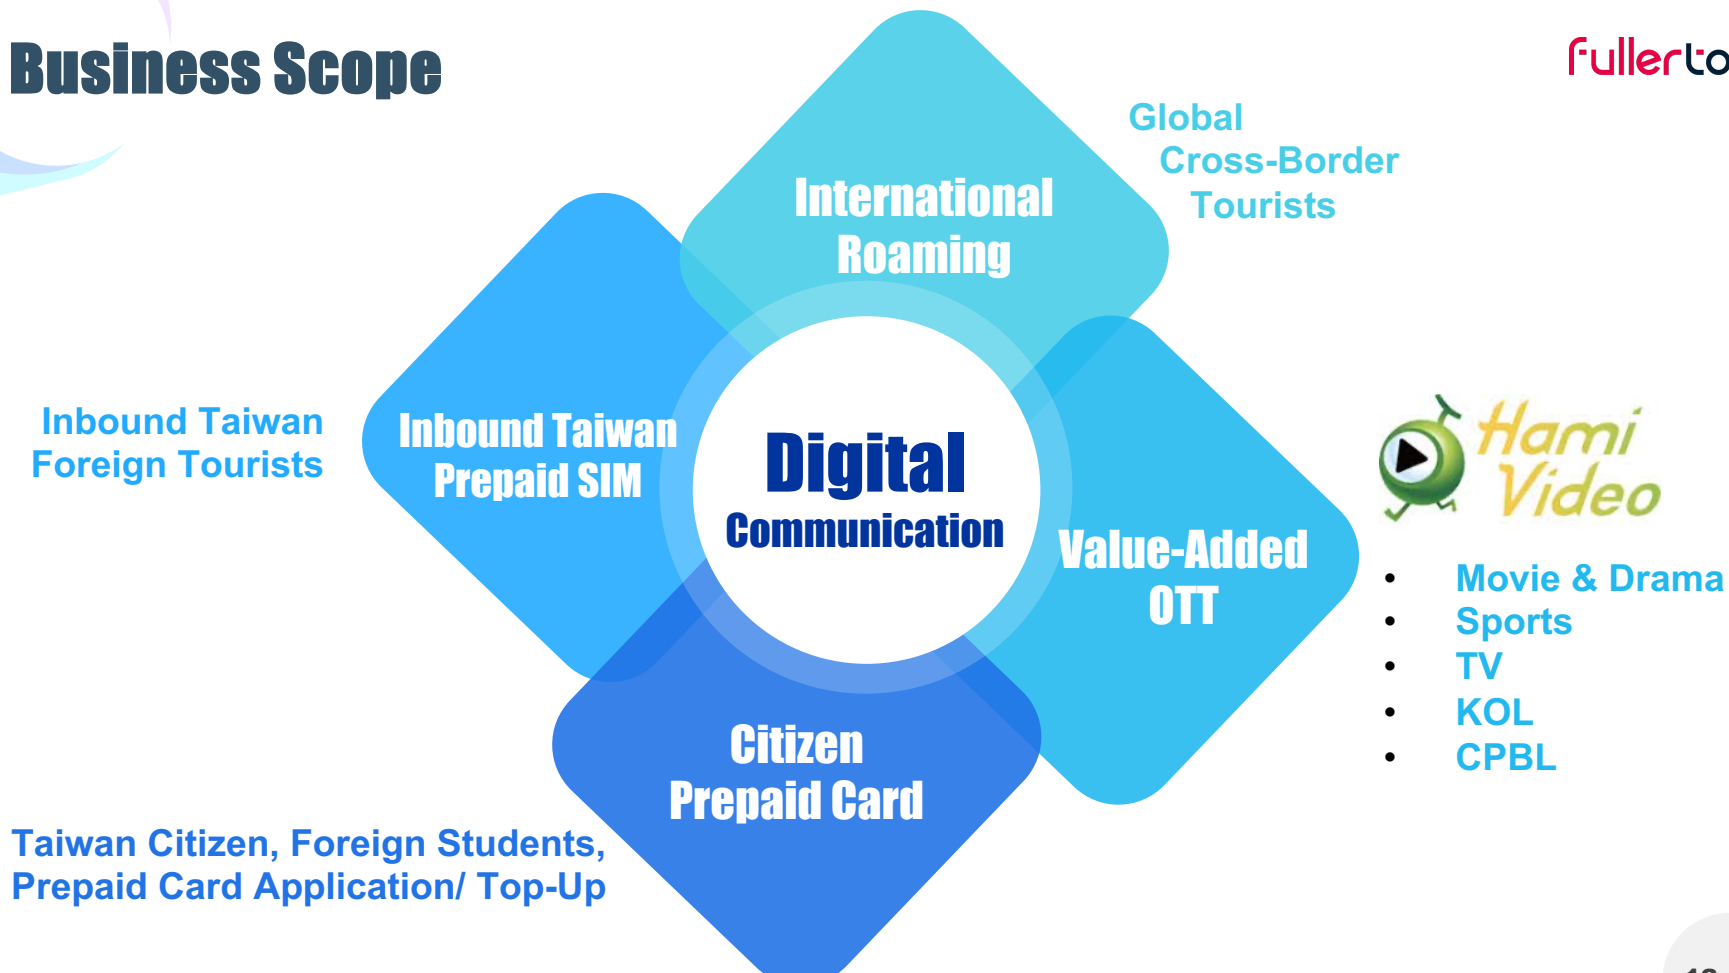 Business Scope
fullerto
Global
Cross-Border
Tourists
International
Roaming
Inbound Taiwan
Foreign Tourists
Inbound Taiwan
Prepaid SIM
Digital
Communication
Hami
Video
Value-Added
OTT
• Movie & Drama
• Sports
• TV
• KOL
• CPBL
Citizen
Prepaid Card
Taiwan Citizen, Foreign Students,
Prepaid Card Application/ Top-Up